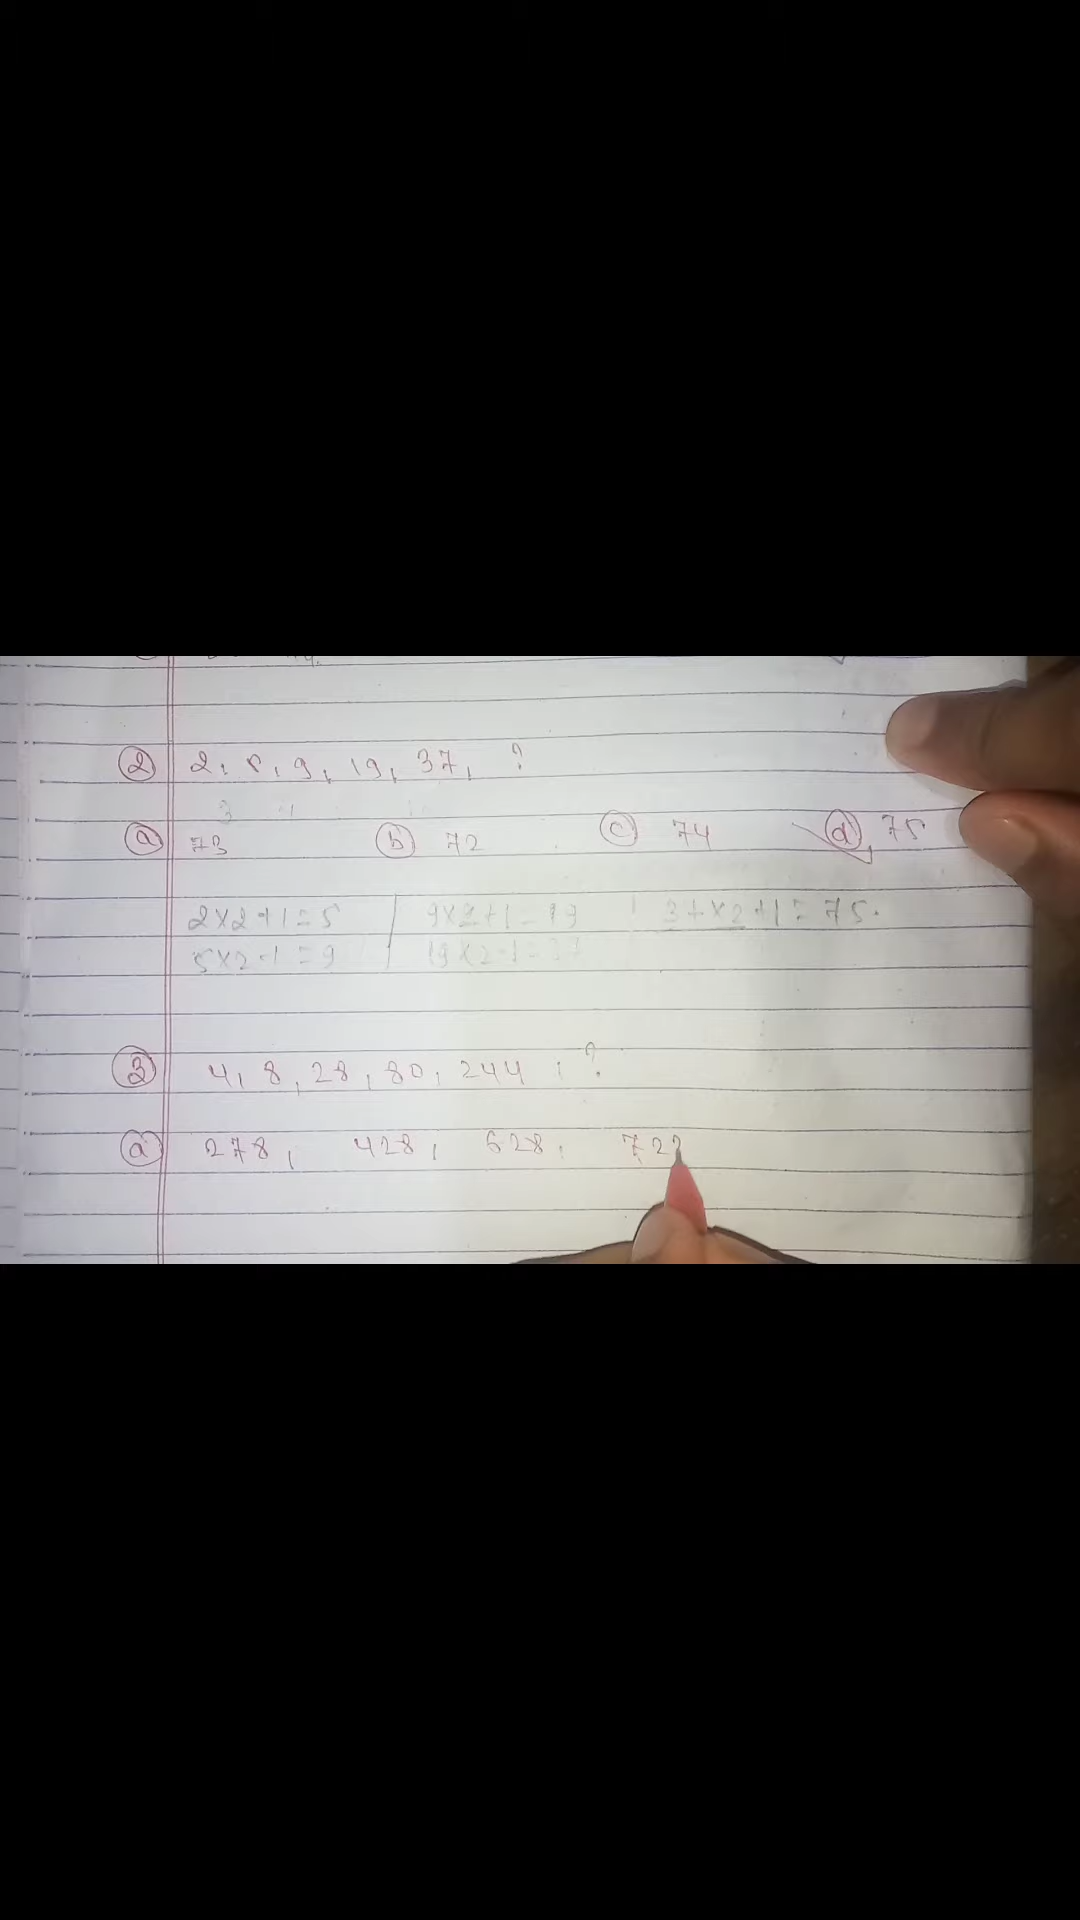 ② 2, 5, 9, 19, 37, ?
ⓐ 73 ⓑ 72 ⓒ 74 ⓓ 75
2×2+1=5 9×2+1=19 37×2+1=75.
5×2-1=9 19×2-1=37
③ 4, 8, 28, 80, 244, ?
ⓐ 278, 428, 628, 722